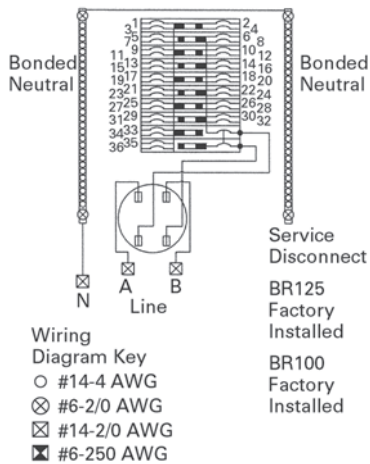 1 2
3 4
5 6
7 8
9 10
11 12
13 14
15 16
17 18
19 20
21 22
23 24
25 26
27 28
29 30
31 32
33
34
35
36
Bonded
Neutral
Bonded
Neutral
A
B
N
Line
Service
Disconnect
BR125
Factory
Installed
BR100
Factory
Installed
Wiring
Diagram Key
#14-4 AWG
#6-2/0 AWG
#14-2/0 AWG
#6-250 AWG